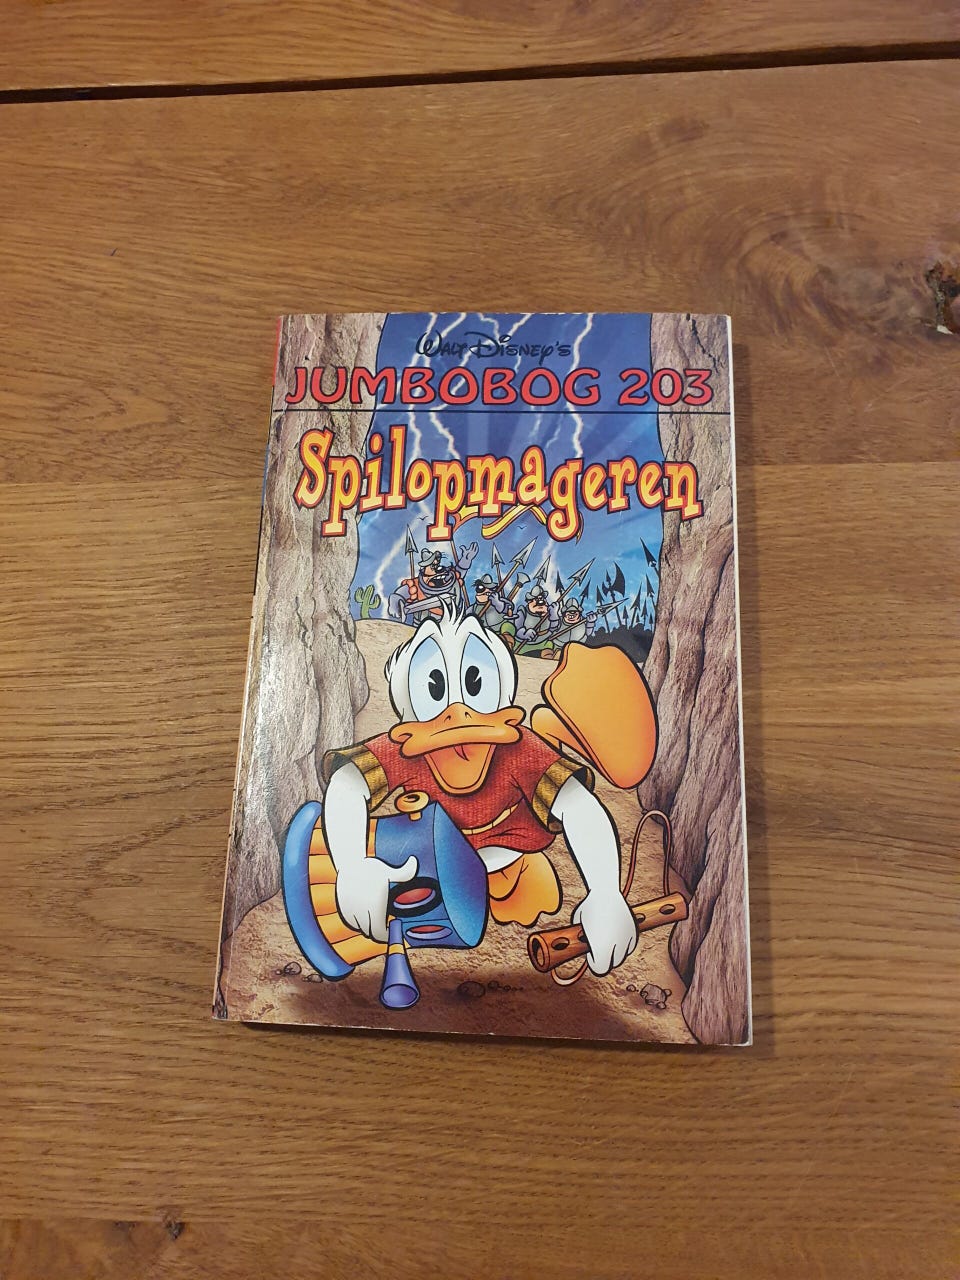 Walt Disney's
JUMBOBOG 203
Spilopmageren